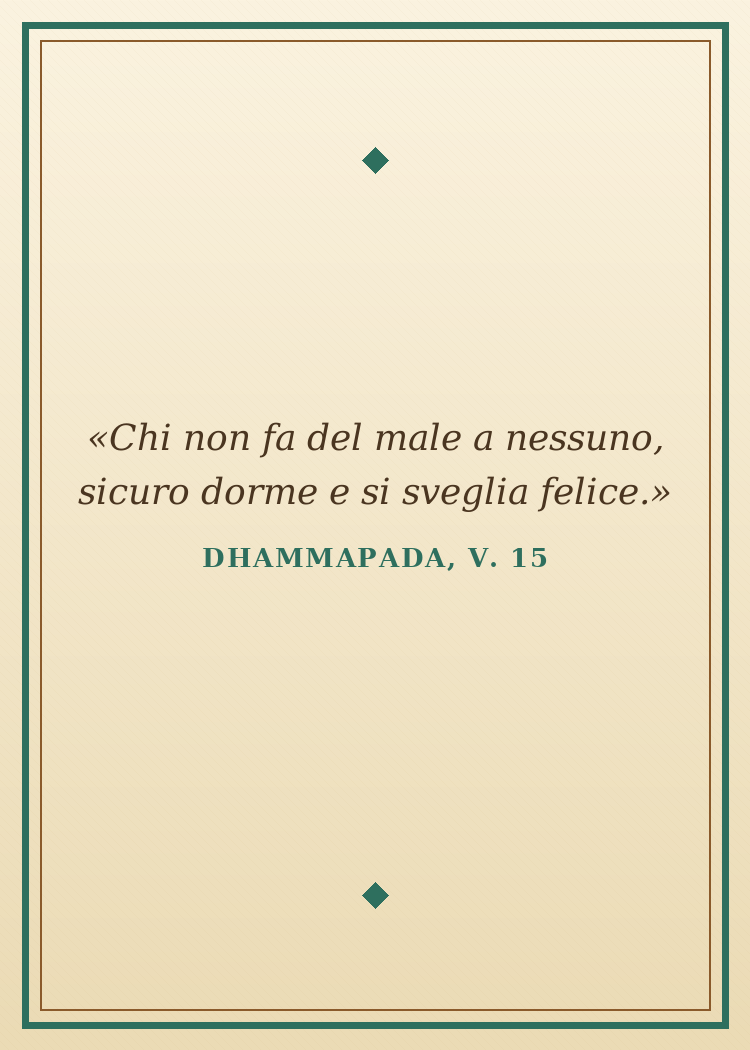 «Chi non fa del male a nessuno,
sicuro dorme e si sveglia felice.»
DHAMMAPADA, V. 15